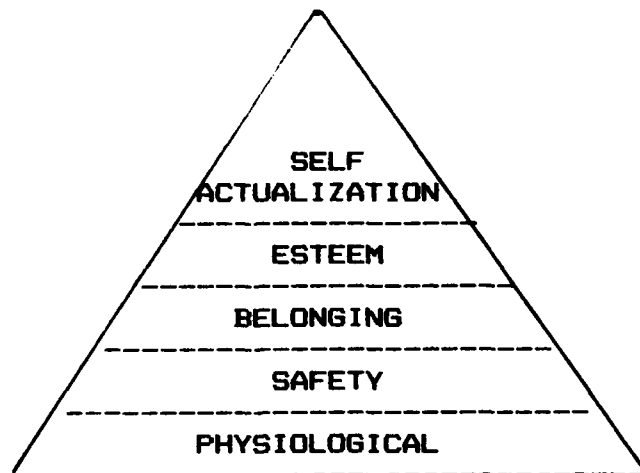 SELF
ACTUALIZATION
ESTEEM
BELONGING
SAFETY
PHYSIOLOGICAL